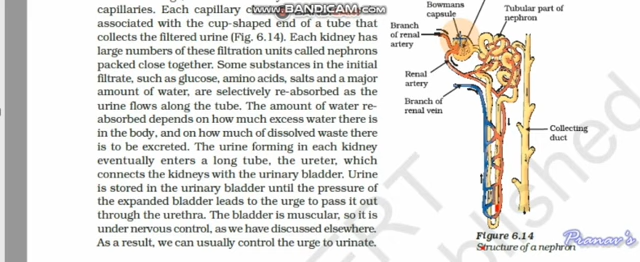 capillaries. Each capillary
WWW.BANDICAM.COM
associated with the cup-shaped end of a tube that
collects the filtered urine (Fig. 6.14). Each kidney has
large numbers of these filtration units called nephrons
packed close together. Some substances in the initial
filtrate, such as glucose, amino acids, salts and a major
amount of water, are selectively re-absorbed as the
urine flows along the tube. The amount of water re-
absorbed depends on how much excess water there is
in the body, and on how much of dissolved waste there
is to be excreted. The urine forming in each kidney
eventually enters a long tube, the ureter, which
connects the kidneys with the urinary bladder. Urine
is stored in the urinary bladder until the pressure of
the expanded bladder leads to the urge to pass it out
through the urethra. The bladder is muscular, so it is
under nervous control, as we have discussed elsewhere.
As a result, we can usually control the urge to urinate.
Bowmans
capsule
Tubular part of
nephron
Branch
of renal
artery
Renal
artery
Branch of
renal vein
Collecting
duct
Figure 6.14
Structure of a nephron
Pranav's